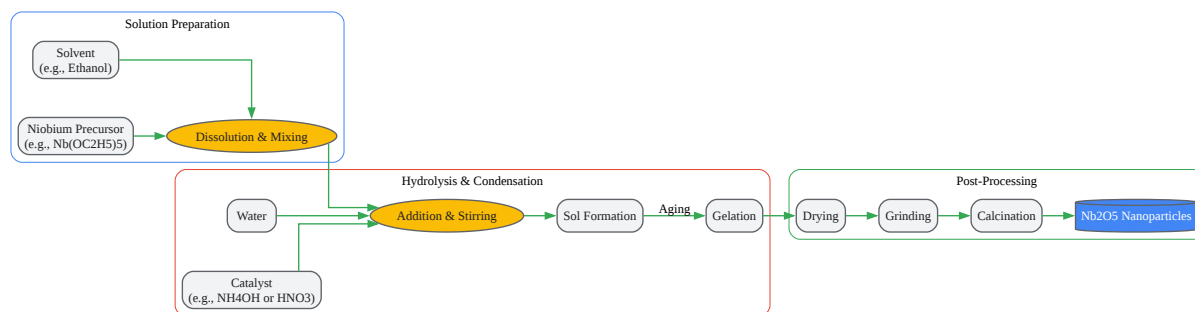 Solution Preparation
Solvent
(e.g., Ethanol)
Niobium Precursor
(e.g., Nb(OC2H5)5)
Dissolution & Mixing
Hydrolysis & Condensation
Water
Addition & Stirring
Sol Formation
Aging
Gelation
Catalyst
(e.g., NH4OH or HNO3)
Post-Processing
Drying
Grinding
Calcination
Nb2O5 Nanoparticles